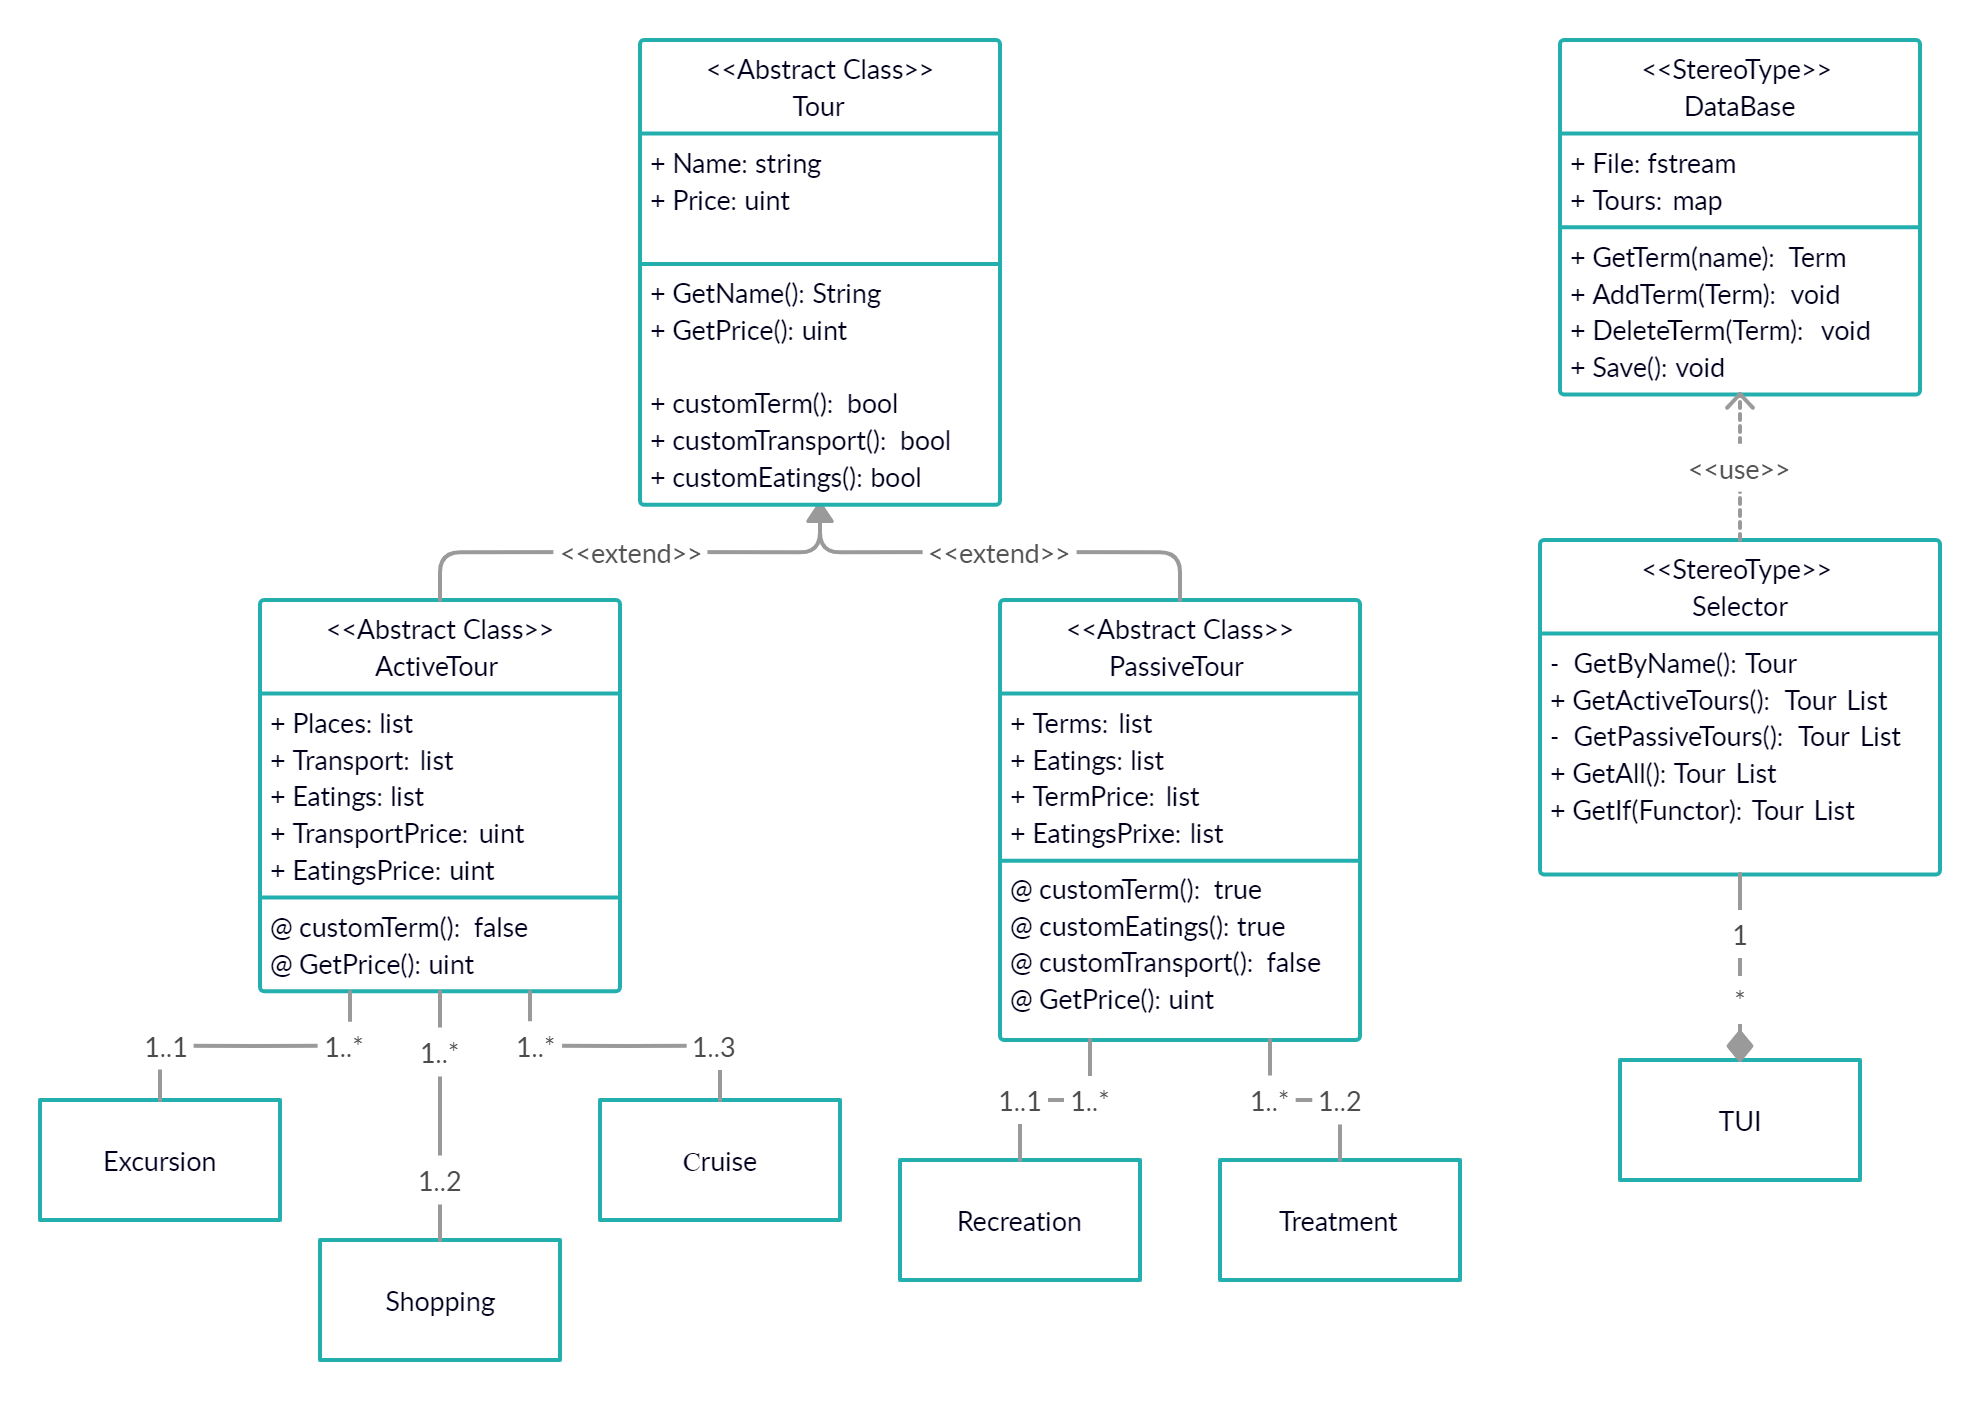 <<Abstract Class>>
Tour
+ Name: string
+ Price: uint
+ GetName(): String
+ GetPrice(): uint
+ customTerm(): bool
+ customTransport(): bool
+ customEatings(): bool
<<StereoType>>
DataBase
+ File: fstream
+ Tours: map
+ GetTerm(name): Term
+ AddTerm(Term): void
+ DeleteTerm(Term): void
+ Save(): void
<<use>>
<<extend>>
<<extend>>
<<Abstract Class>>
ActiveTour
+ Places: list
+ Transport: list
+ Eatings: list
+ TransportPrice: uint
+ EatingsPrice: uint
@ customTerm(): false
@ GetPrice(): uint
<<Abstract Class>>
PassiveTour
+ Terms: list
+ Eatings: list
+ TermPrice: list
+ EatingsPrixe: list
@ customTerm(): true
@ customEatings(): true
@ customTransport(): false
@ GetPrice(): uint
<<StereoType>>
Selector
- GetByName(): Tour
+ GetActiveTours(): Tour List
- GetPassiveTours(): Tour List
+ GetAll(): Tour List
+ GetIf(Functor): Tour List
1
*
TUI
1..1
1..*
1..*
1..*
1..3
1..2
Excursion
Shopping
Cruise
1..1
1..*
1..*
1..2
Recreation
Treatment